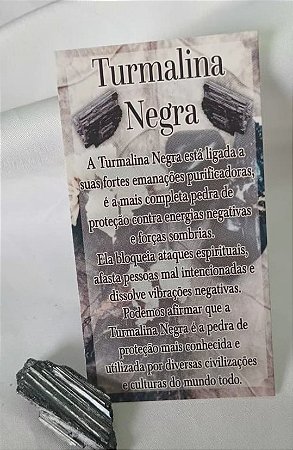 Turmalina
Negra
A Turmalina Negra está ligada a
suas fortes emanações purificadoras,
é a mais completa pedra de
proteção contra energias negativas
e forças sombrias.
Ela bloqueia ataques espirituais,
afasta pessoas mal intencionadas e
dissolve vibrações negativas.
Podemos afirmar que a
Turmalina Negra é a pedra de
proteção mais conhecida e
utilizada por diversas civilizações
e culturas do mundo todo.